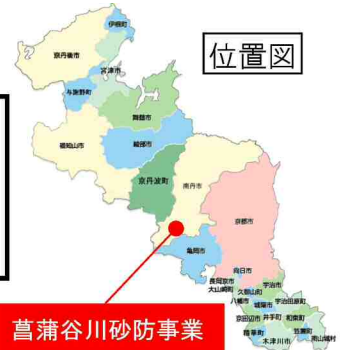 位置図
伊根町
京丹後市
宮津市
与謝野町
舞鶴市
福知山市
綾部市
京丹波町
南丹市
京都市
亀岡市
向日市
長岡京市
大山崎町
宇治市
久御山町
八幡市
城陽市
宇治田原町
京田辺市
井手町
和束町
精華町
笠置町
木津川市
南山城村
菖蒲谷川砂防事業